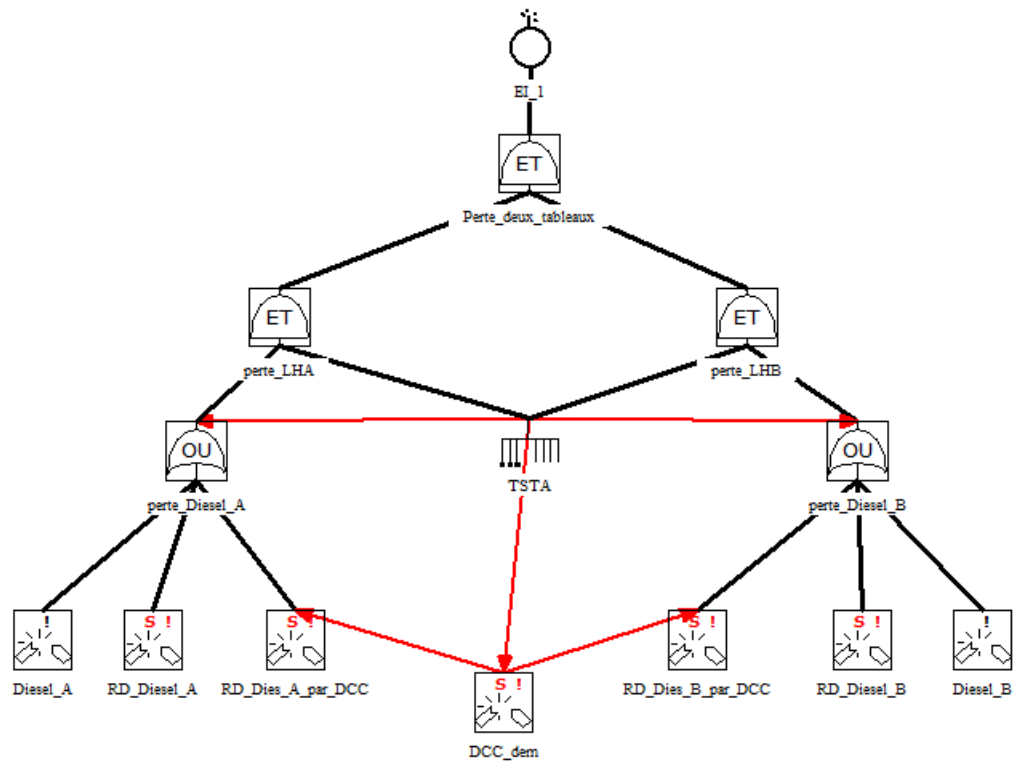 EI_1
ET
Perte_deux_tableaux
ET
ET
perte_LHA
perte_LHB
OU
OU
TSTA
perte_Diesel_A
perte_Diesel_B
!
S !
S !
S !
S !
!
Diesel_A
RD_Diesel_A
RD_Dies_A_par_DCC
RD_Dies_B_par_DCC
RD_Diesel_B
Diesel_B
S !
DCC_dem